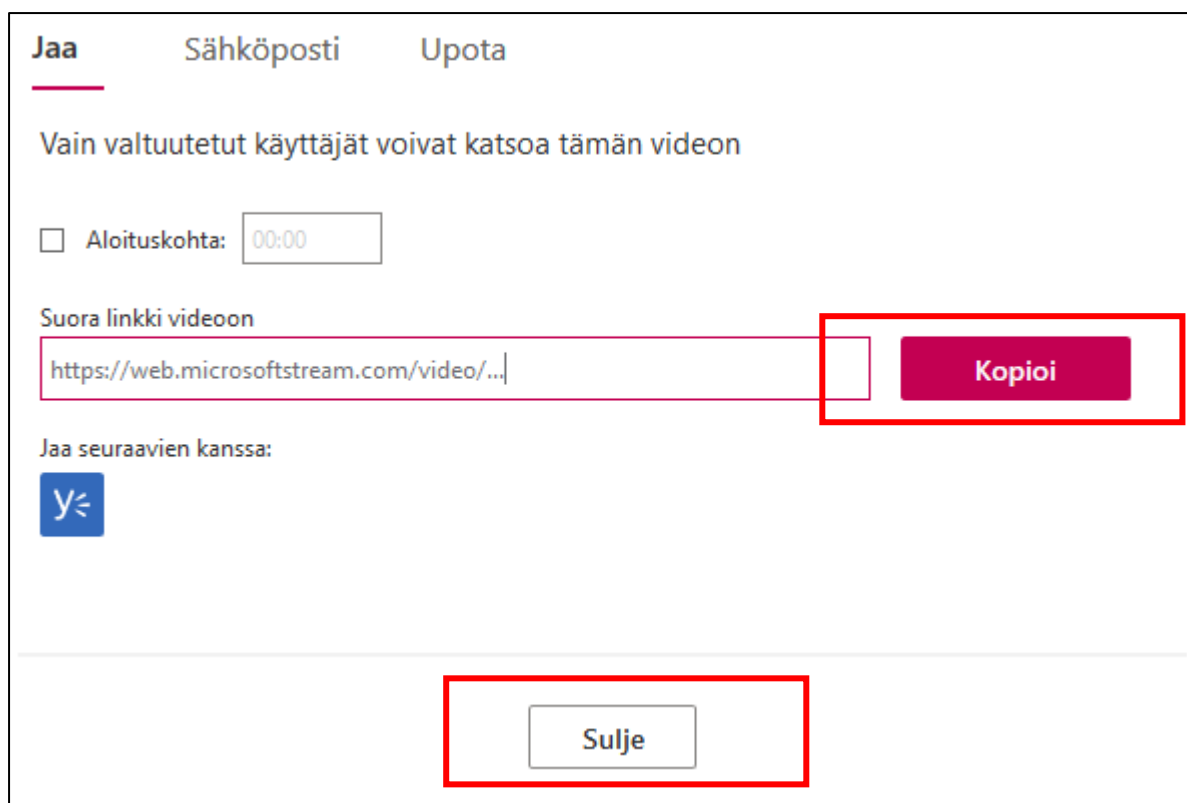 Jaa Sähköposti Upota
Vain valtuutetut käyttäjät voivat katsoa tämän videon
Aloituskohta: 00:00
Suora linkki videoon
https://web.microsoftstream.com/video/... Kopioi
Jaa seuraavien kanssa:
y
Sulje